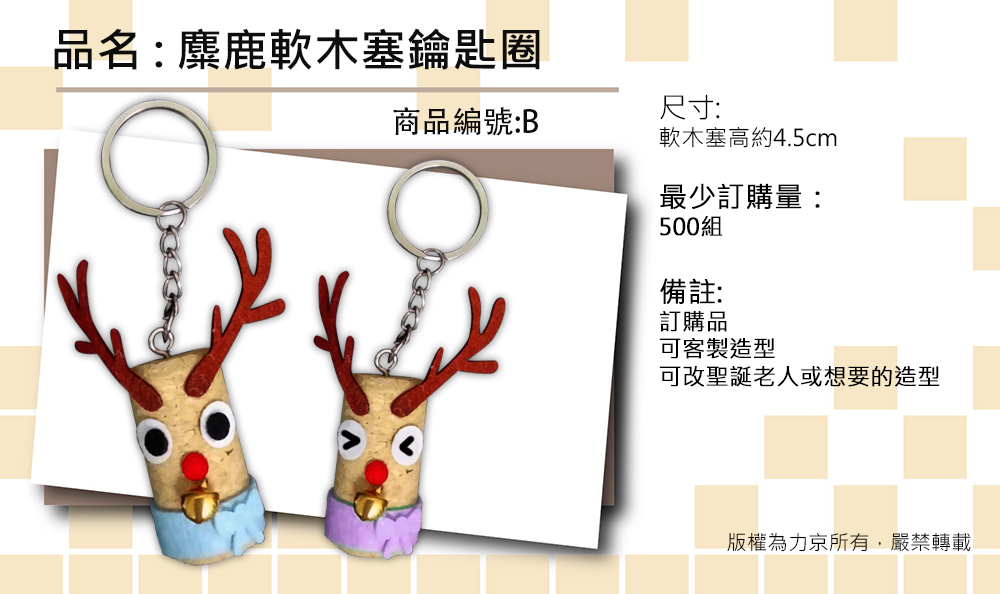 品名 : 麋鹿軟木塞鑰匙圈
商品編號:B
尺寸:
軟木塞高約4.5cm
最少訂購量：
500組
備註:
訂購品
可客製造型
可改聖誕老人或想要的造型
版權為力京所有，嚴禁轉載